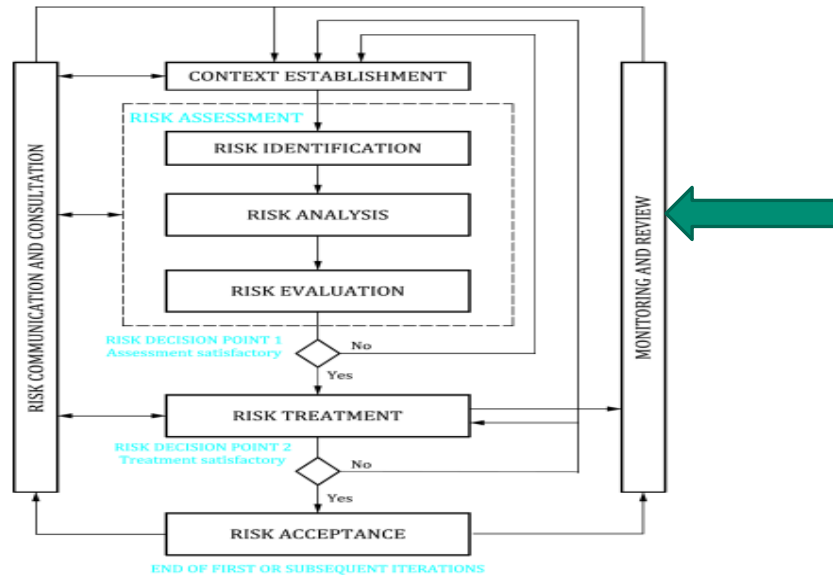 CONTEXT ESTABLISHMENT
RISK ASSESSMENT
RISK IDENTIFICATION
RISK ANALYSIS
RISK EVALUATION
RISK DECISION POINT 1
Assessment satisfactory
No
Yes
RISK TREATMENT
RISK DECISION POINT 2
Treatment satisfactory
No
Yes
RISK ACCEPTANCE
END OF FIRST OR SUBSEQUENT ITERATIONS
RISK COMMUNICATION AND CONSULTATION
MONITORING AND REVIEW